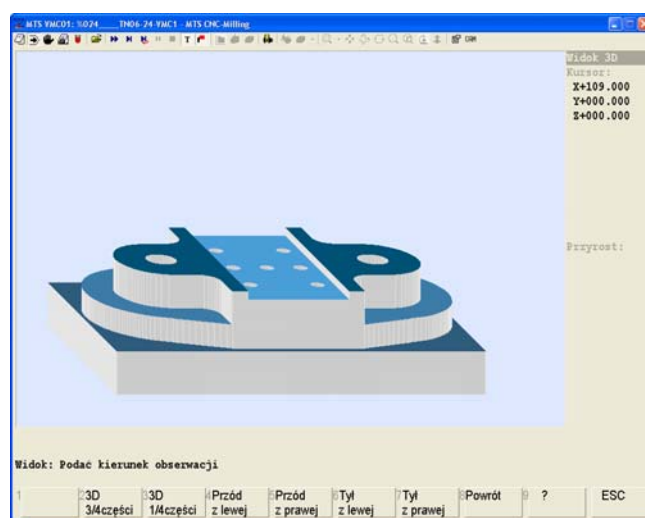 MTS VMC01: %024____TN06-24-VMC1 - MTS CNC-Milling
Widok 3D
Kursor:
X+109.000
Y+000.000
Z+000.000
Przyrost:
Widok: Podać kierunek obserwacji
1
2 3D 3/4części
3 3D 1/4części
4 Przód z lewej
5 Przód z prawej
6 Tył z lewej
7 Tył z prawej
8 Powrót
9 ?
ESC